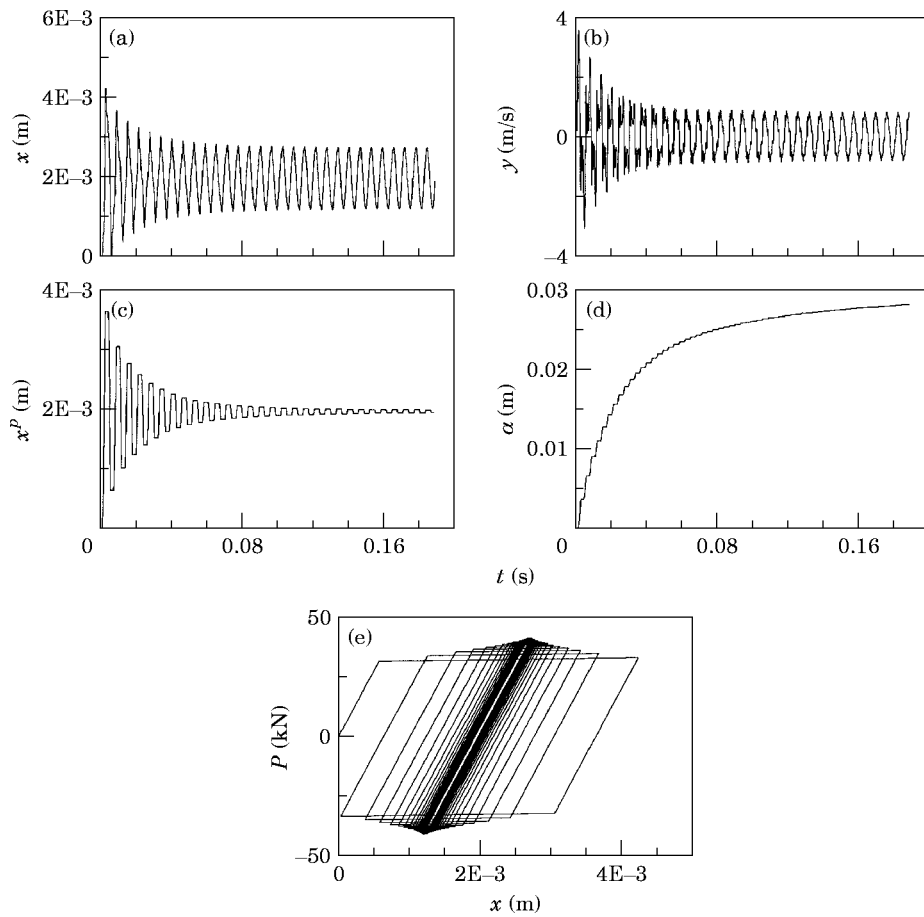 6E–3
(a)
4E–3
x (m)
2E–3
0
4
(b)
y (m/s)
0
–4
4E–3
(c)
x^p (m)
2E–3
0
0.08
0.16
0.03
(d)
0.02
α (m)
0.01
0
0.08
0.16
t (s)
50
(e)
P (kN)
0
–50
0
2E–3
4E–3
x (m)